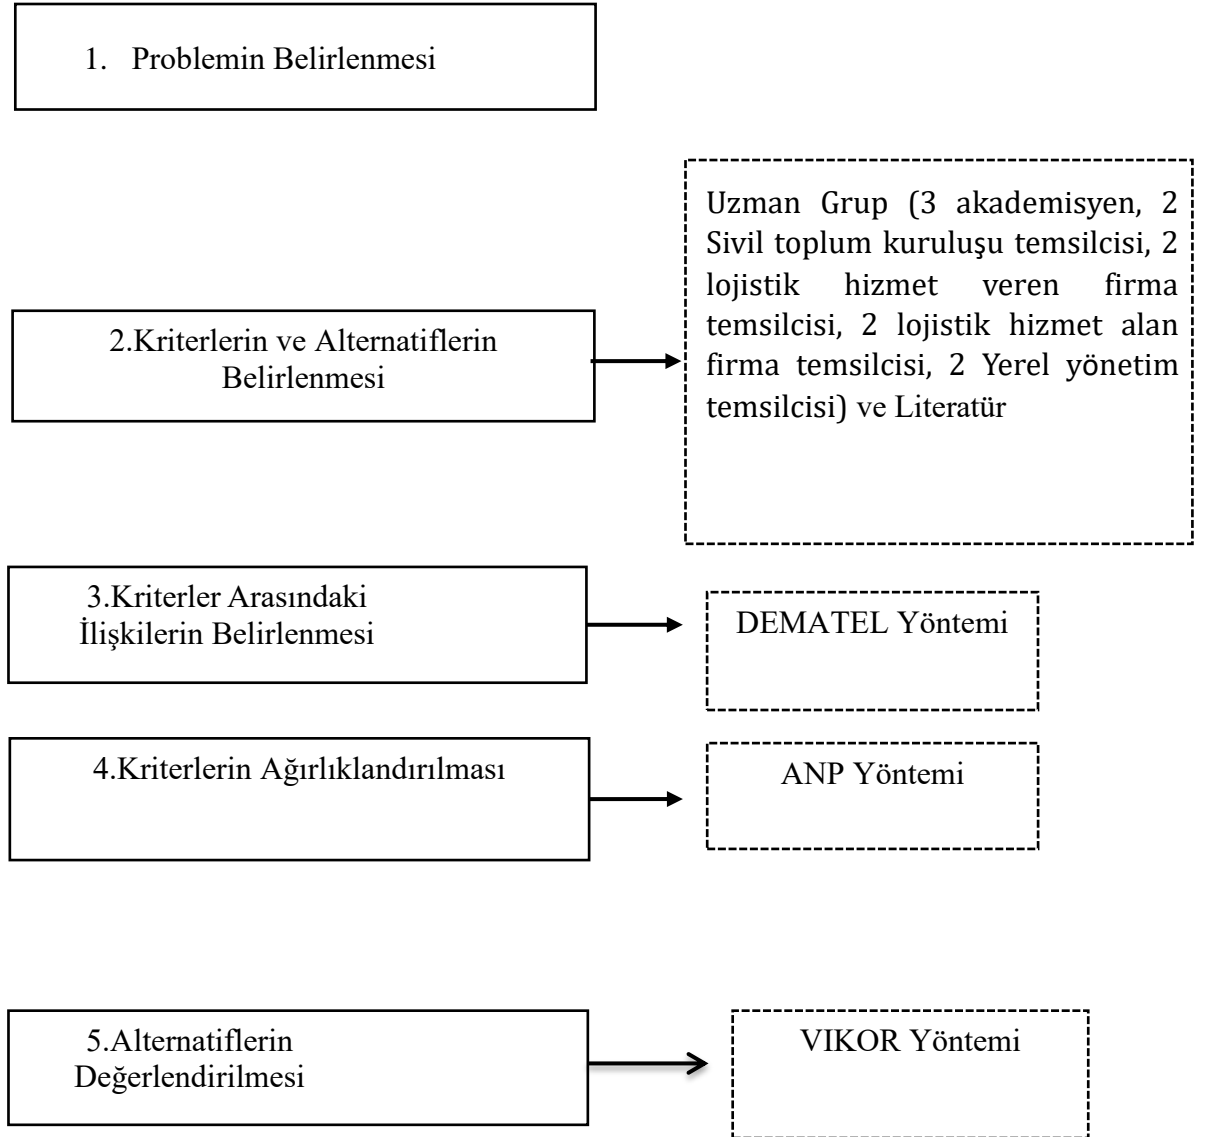 1. Problemin Belirlenmesi
Uzman Grup (3 akademisyen, 2
Sivil toplum kuruluşu temsilcisi, 2
lojistik hizmet veren firma
temsilcisi, 2 lojistik hizmet alan
firma temsilcisi, 2 Yerel yönetim
temsilcisi) ve Literatür
2.Kriterlerin ve Alternatiflerin
Belirlenmesi
3.Kriterler Arasındaki
İlişkilerin Belirlenmesi
DEMATEL Yöntemi
4.Kriterlerin Ağırlıklandırılması
ANP Yöntemi
5.Alternatiflerin
Değerlendirilmesi
VIKOR Yöntemi